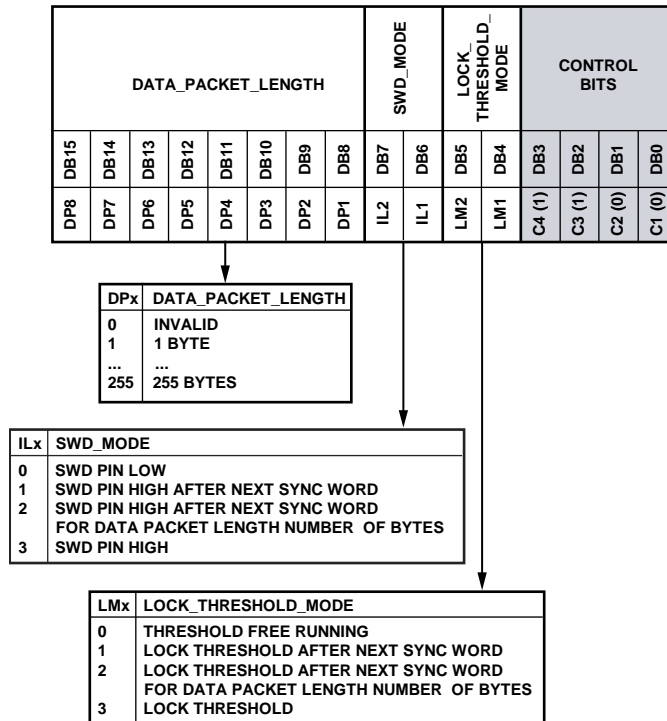 DATA_PACKET_LENGTH
SWD_MODE
LOCK_
THRESHOLD_
MODE
CONTROL
BITS
DB15 DB14 DB13 DB12 DB11 DB10 DB9 DB8 DB7 DB6 DB5 DB4 DB3 DB2 DB1 DB0
DP8 DP7 DP6 DP5 DP4 DP3 DP2 DP1 IL2 IL1 LM2 LM1 C4 (1) C3 (1) C2 (0) C1 (0)
DPx DATA_PACKET_LENGTH
0 INVALID
1 1 BYTE
... ...
255 255 BYTES
ILx SWD_MODE
0 SWD PIN LOW
1 SWD PIN HIGH AFTER NEXT SYNC WORD
2 SWD PIN HIGH AFTER NEXT SYNC WORD
FOR DATA PACKET LENGTH NUMBER OF BYTES
3 SWD PIN HIGH
LMx LOCK_THRESHOLD_MODE
0 THRESHOLD FREE RUNNING
1 LOCK THRESHOLD AFTER NEXT SYNC WORD
2 LOCK THRESHOLD AFTER NEXT SYNC WORD
FOR DATA PACKET LENGTH NUMBER OF BYTES
3 LOCK THRESHOLD